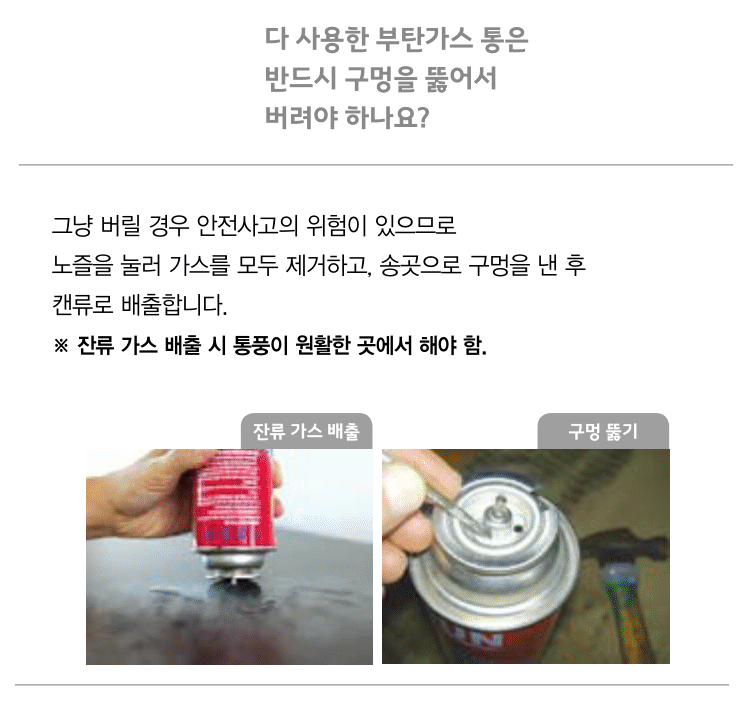 다 사용한 부탄가스 통은
반드시 구멍을 뚫어서
버려야 하나요?
그냥 버릴 경우 안전사고의 위험이 있으므로
노즐을 눌러 가스를 모두 제거하고, 송곳으로 구멍을 낸 후
캔류로 배출합니다.
※ 잔류 가스 배출 시 통풍이 원활한 곳에서 해야 함.
잔류 가스 배출
구멍 뚫기